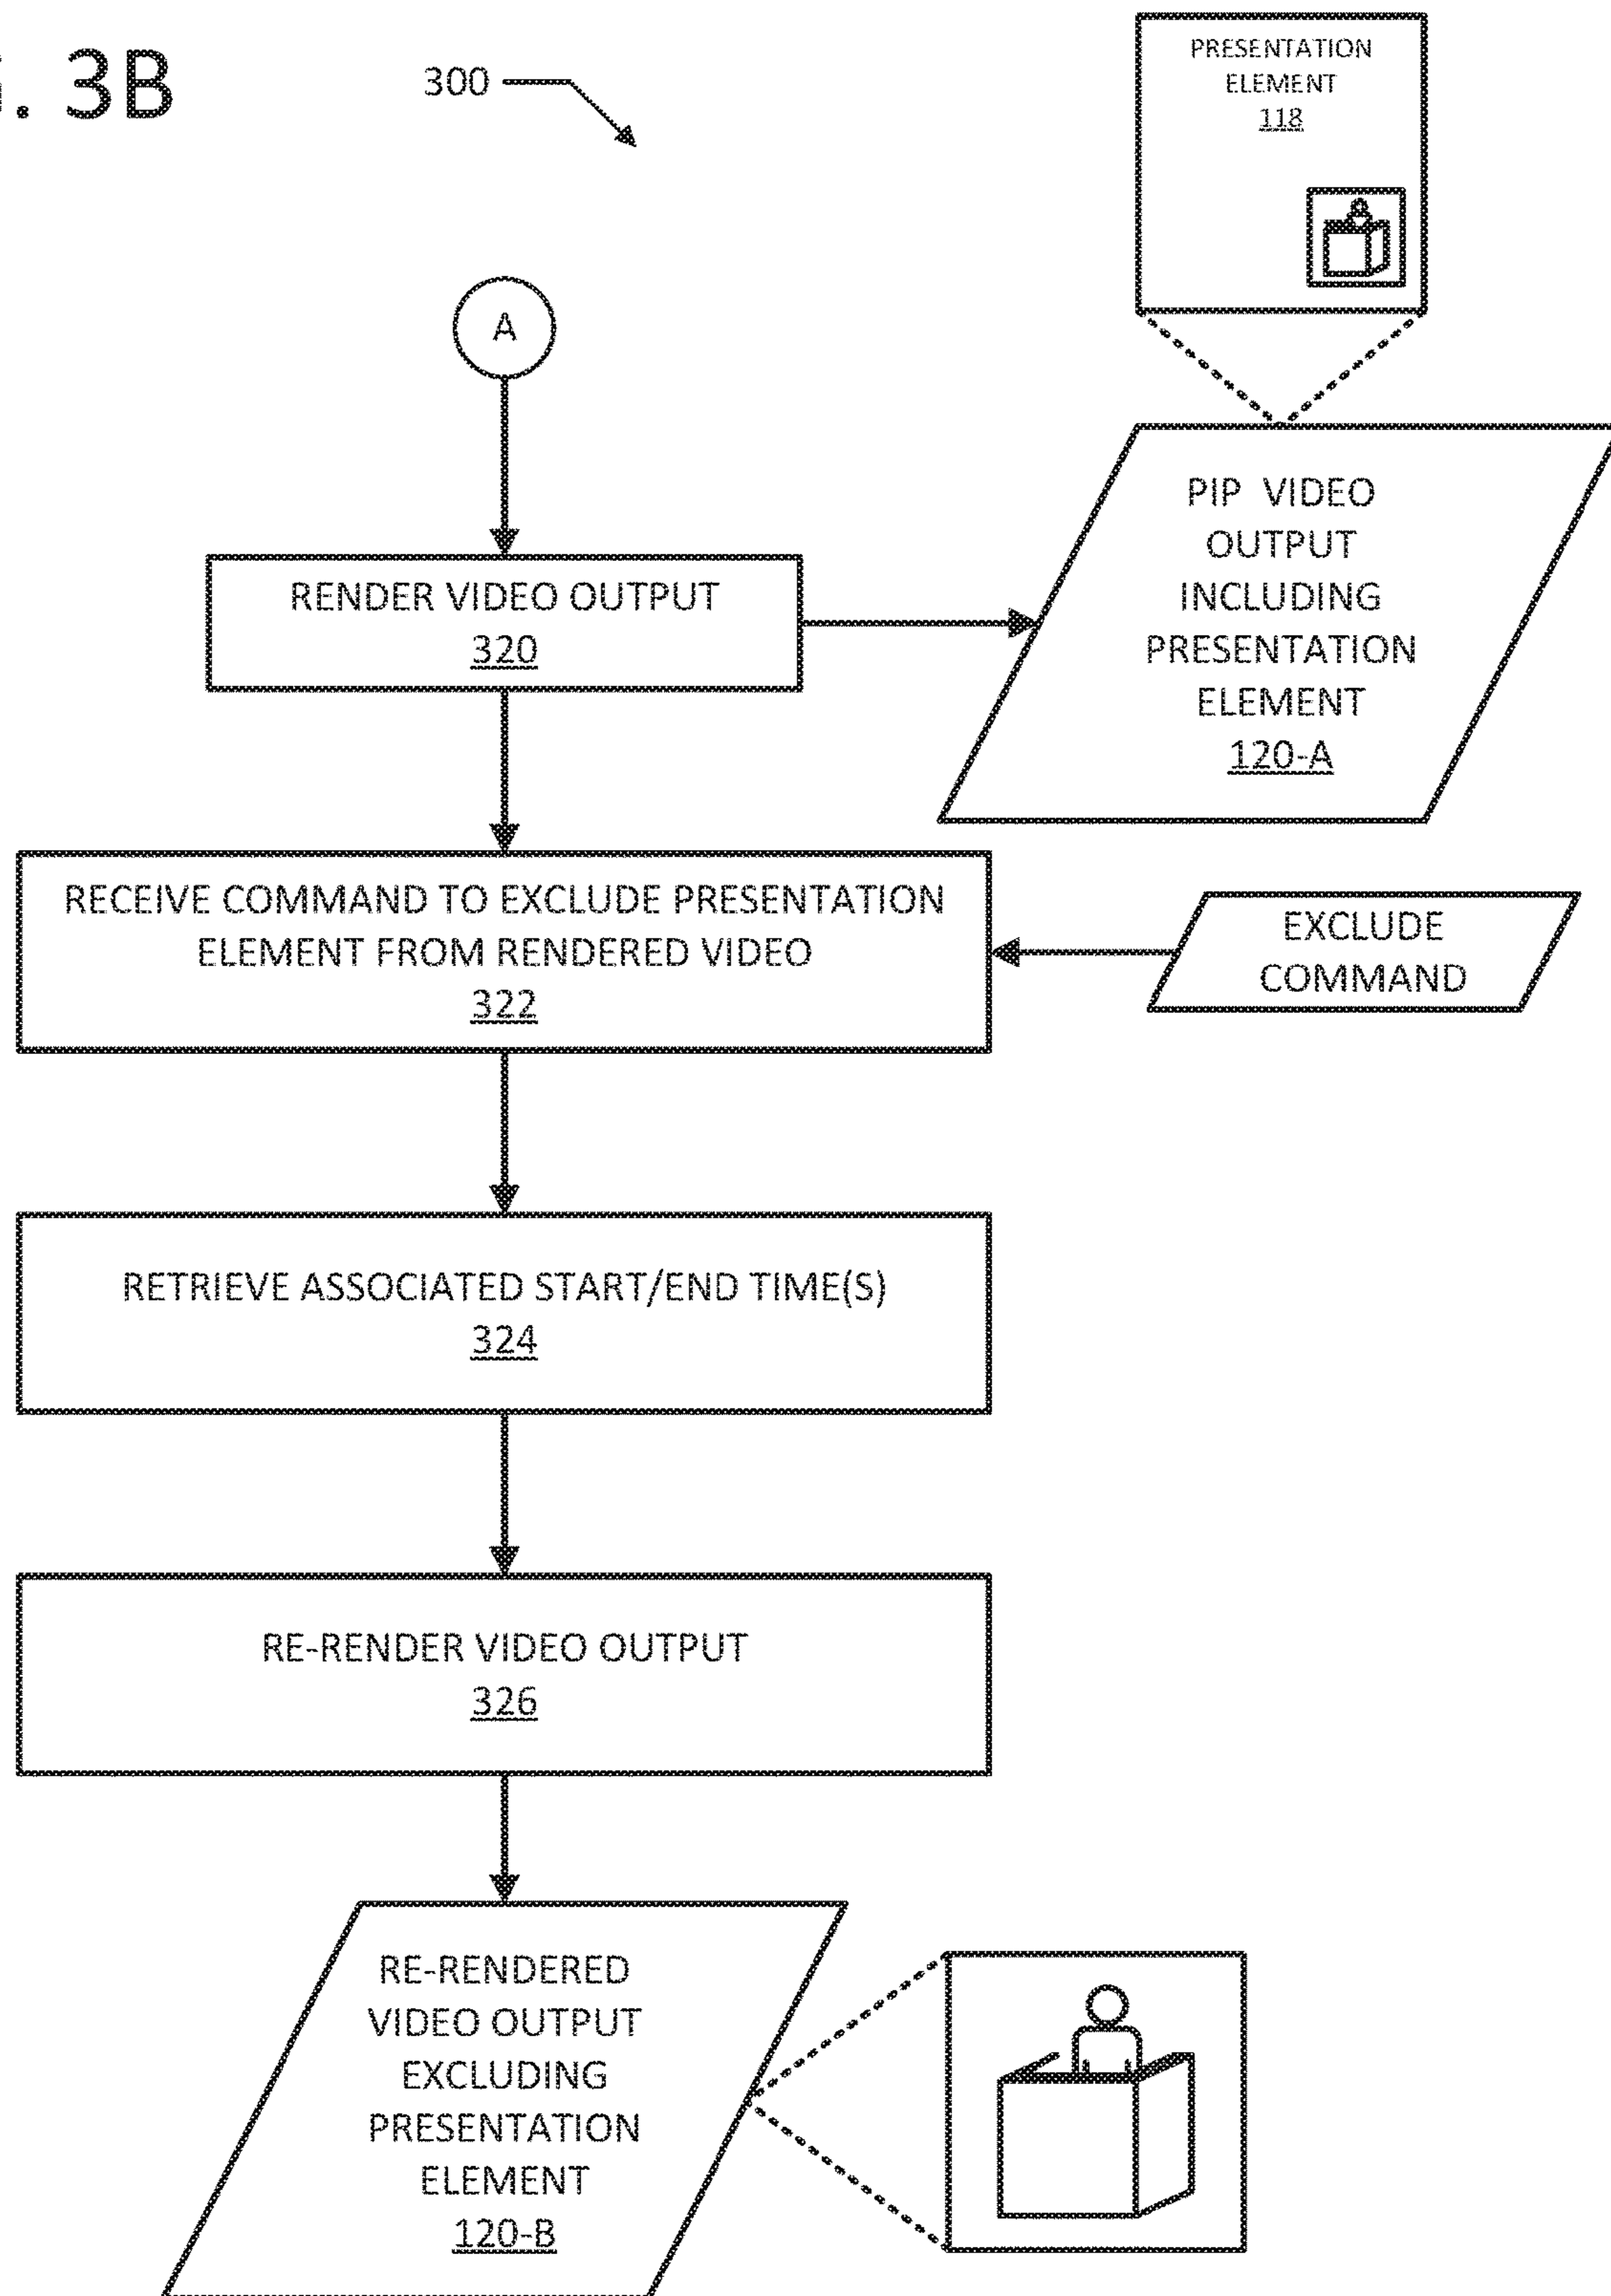 . 3B
300
PRESENTATION
ELEMENT
118
A
RENDER VIDEO OUTPUT
320
PIP VIDEO
OUTPUT
INCLUDING
PRESENTATION
ELEMENT
120-A
RECEIVE COMMAND TO EXCLUDE PRESENTATION
ELEMENT FROM RENDERED VIDEO
322
EXCLUDE
COMMAND
RETRIEVE ASSOCIATED START/END TIME(S)
324
RE-RENDER VIDEO OUTPUT
326
RE-RENDERED
VIDEO OUTPUT
EXCLUDING
PRESENTATION
ELEMENT
120-B